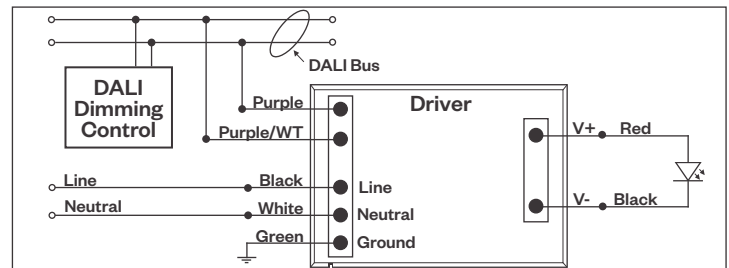 DALI Bus
DALI
Dimming
Control
Driver
Purple
Purple/WT
V+ Red
Line Black Line
V- Black
Neutral White Neutral
Green Ground